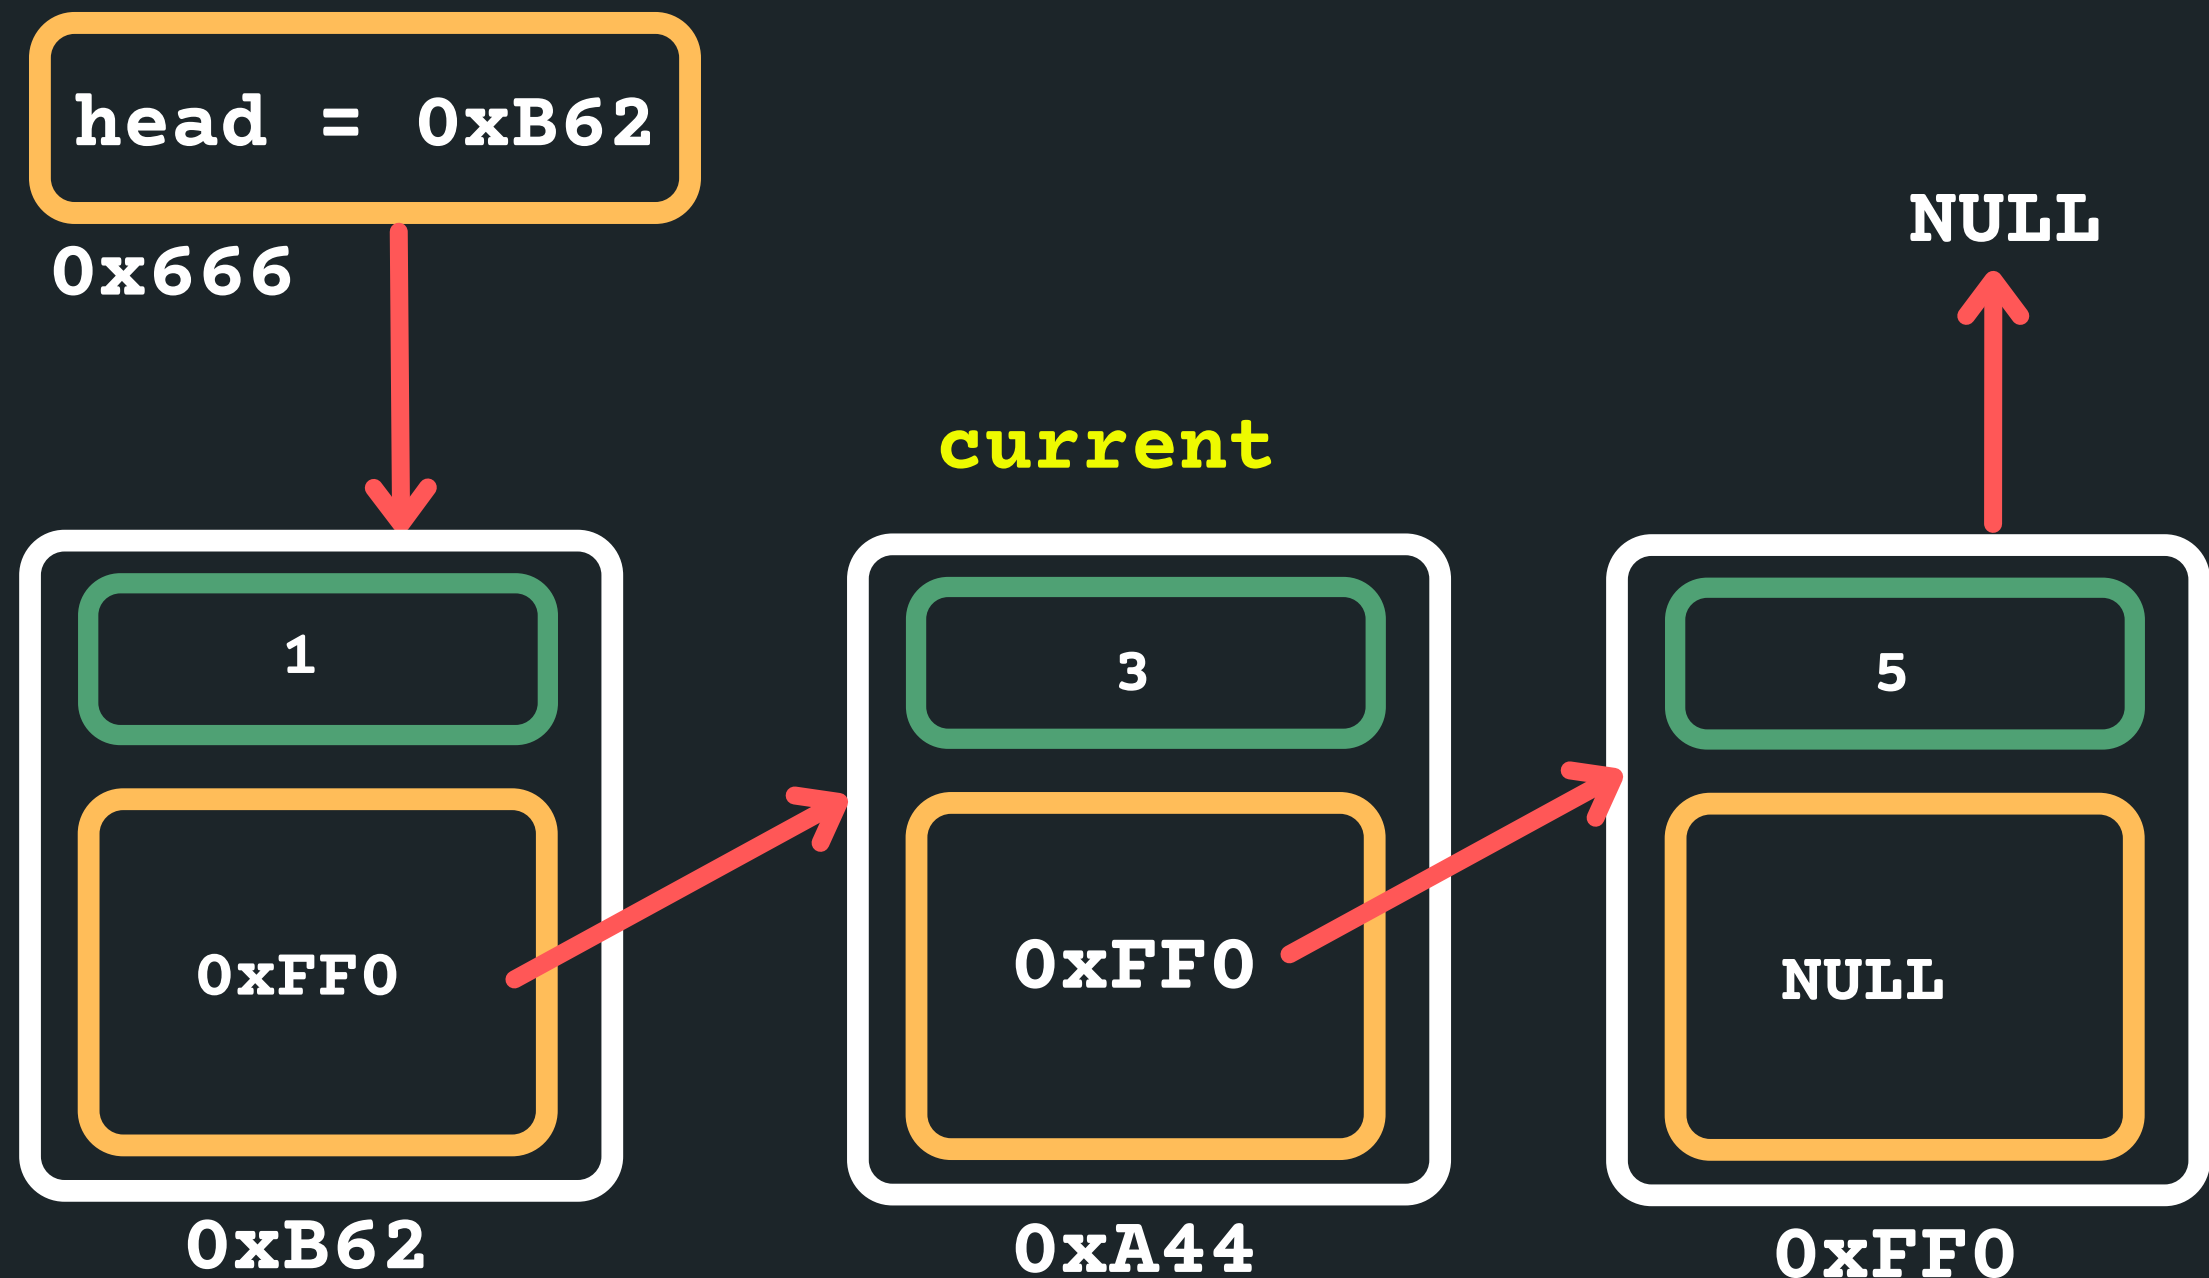 head = 0xB62
0x666
NULL
current
1
3
5
0xFF0
0xFF0
NULL
0xB62
0xA44
0xFF0